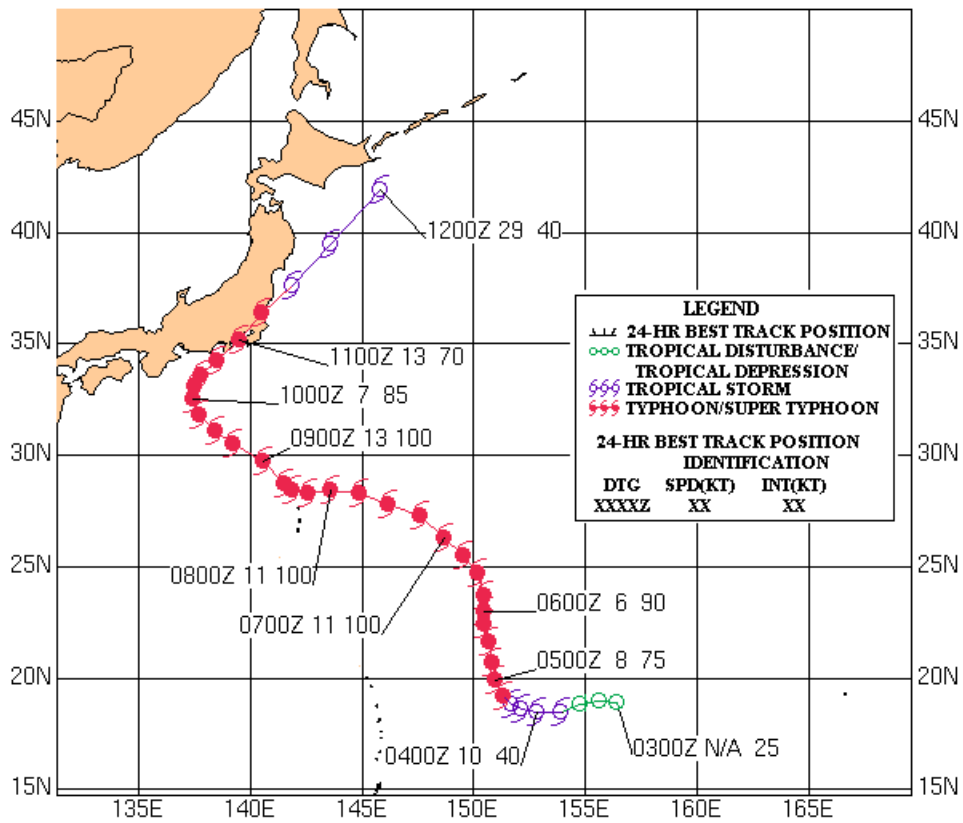 45N 45N
40N 40N
1200Z 29 40
LEGEND
24-HR BEST TRACK POSITION
TROPICAL DISTURBANCE/
TROPICAL DEPRESSION
TROPICAL STORM
TYPHOON/SUPER TYPHOON
24-HR BEST TRACK POSITION
IDENTIFICATION
DTG SPD(KT) INT(KT)
XXXXZ XX XX
35N 35N
1100Z 13 70
1000Z 7 85
0900Z 13 100
30N 30N
0800Z 11 100
25N 25N
0700Z 11 100
0600Z 6 90
0500Z 8 75
20N 20N
0400Z 10 40
0300Z N/A 25
15N 15N
135E 140E 145E 150E 155E 160E 165E